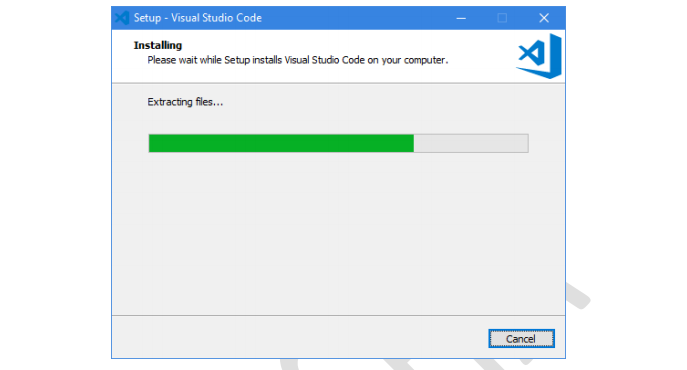 Setup - Visual Studio Code
Installing
Please wait while Setup installs Visual Studio Code on your computer.
Extracting files...
Cancel